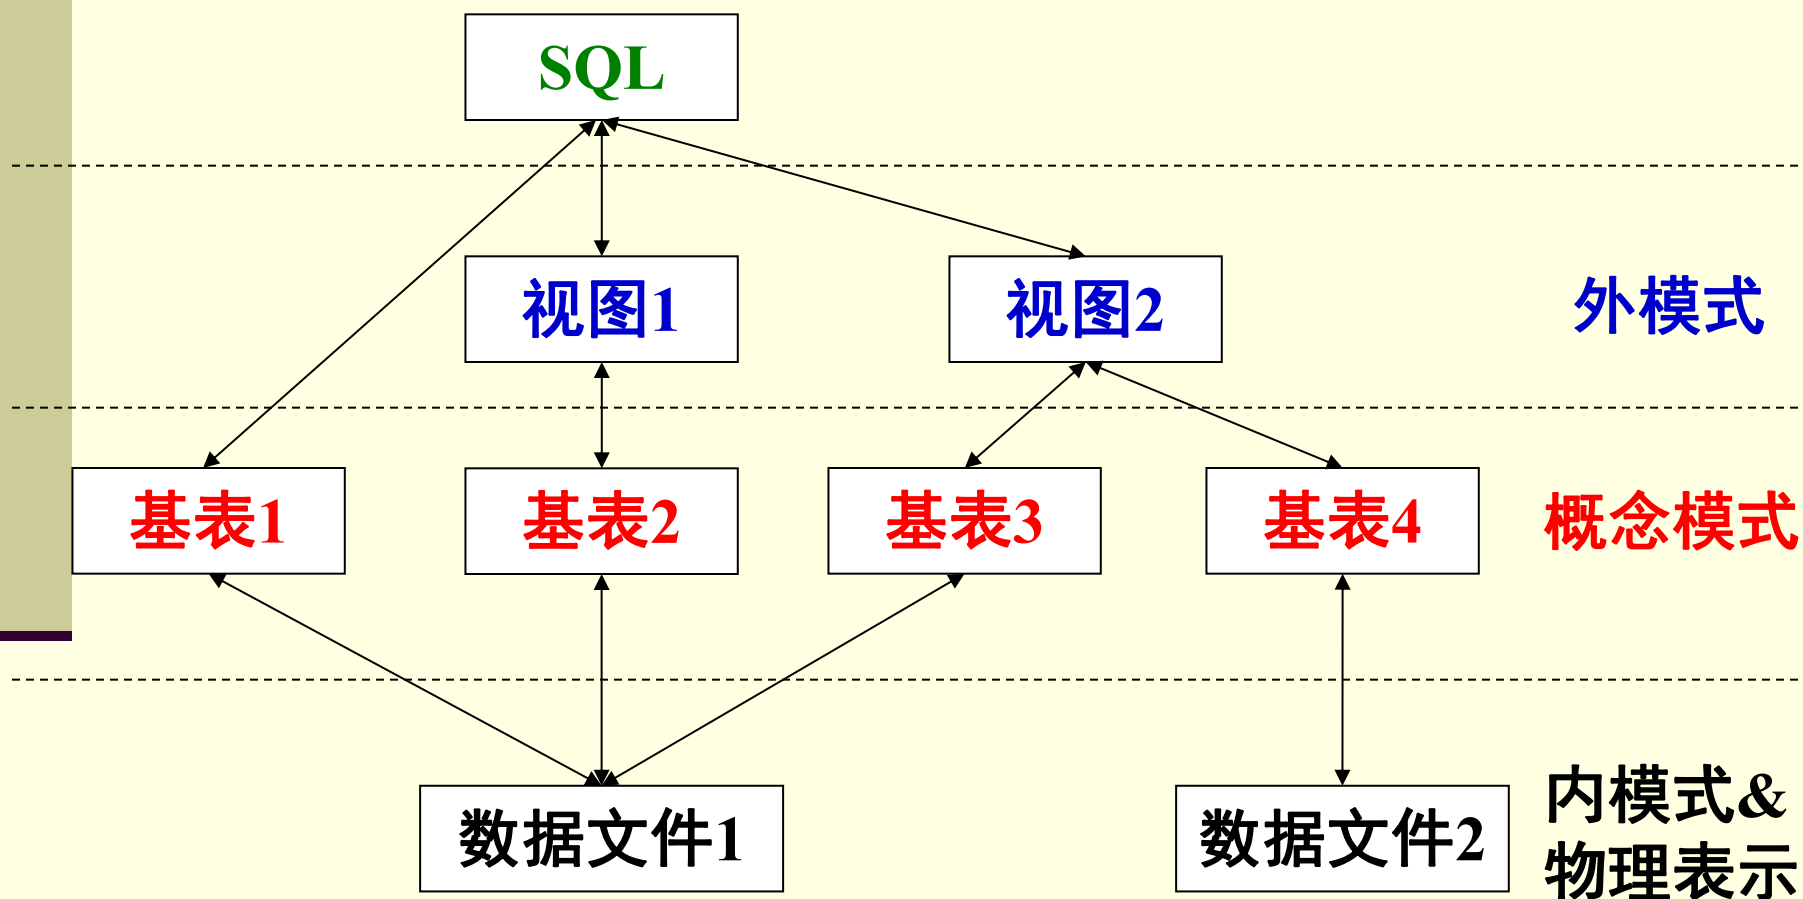 SQL
视图1
视图2
外模式
基表1
基表2
基表3
基表4
概念模式
数据文件1
数据文件2
内模式&
物理表示